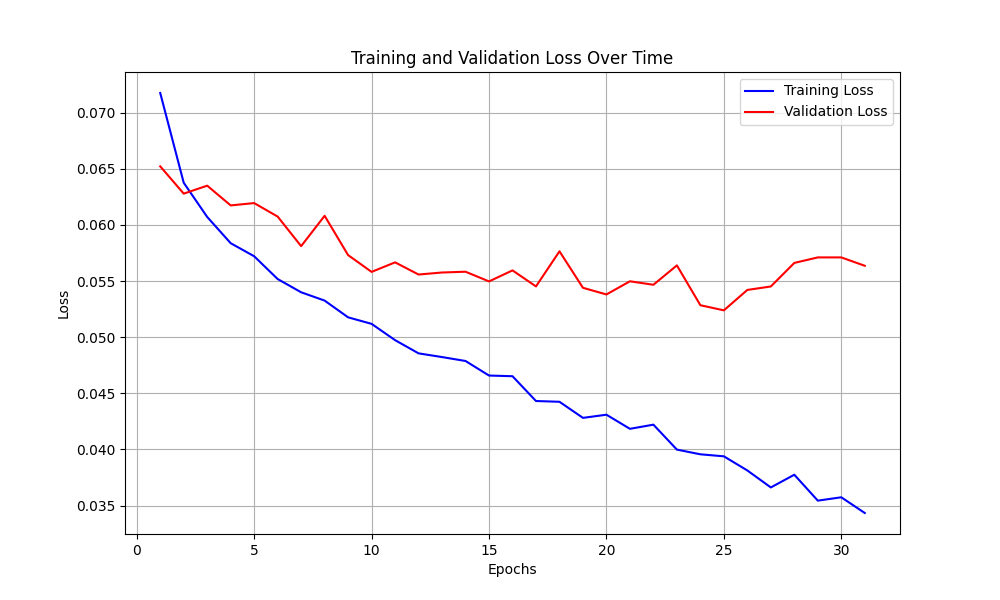 Training and Validation Loss Over Time
Training Loss
Validation Loss
0.070
0.065
0.060
0.055
0.050
0.045
0.040
0.035
Loss
0 5 10 15 20 25 30
Epochs